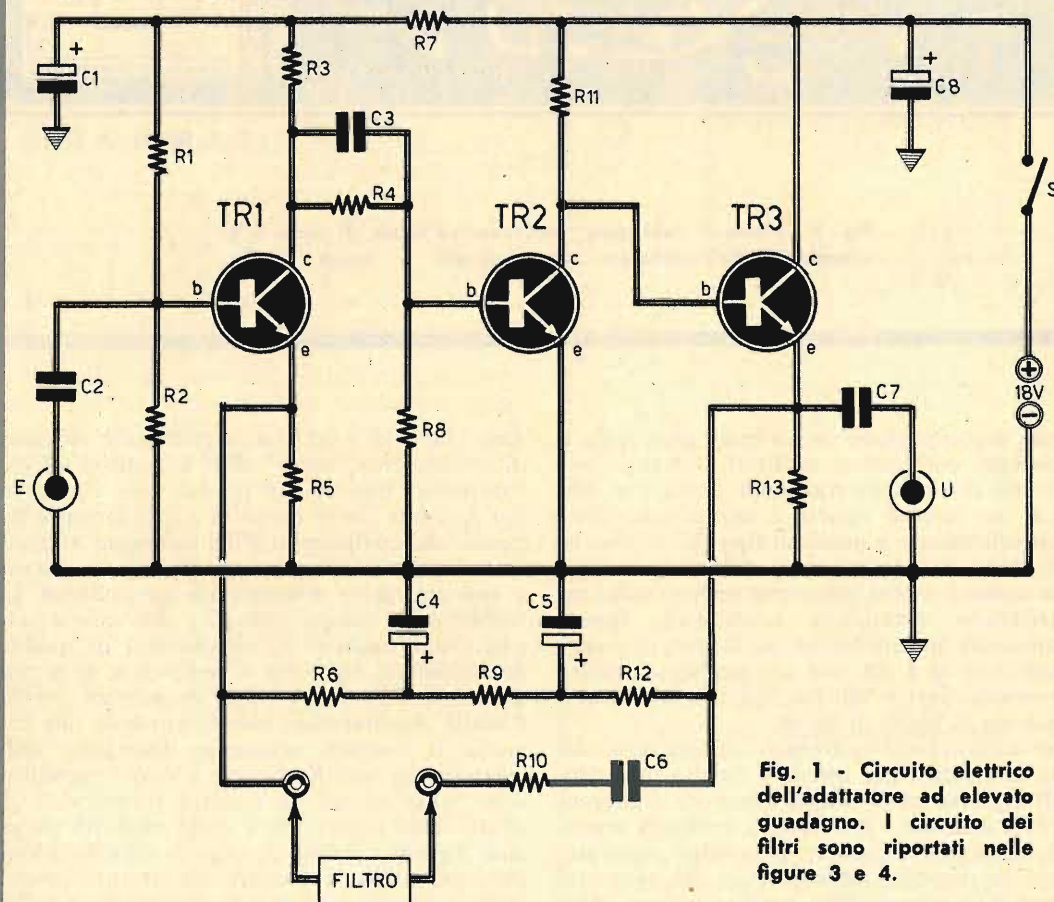 R7
+
C1
R3
R11
+
C8
R1
C3
R4
S
TR1
TR2
TR3
c
c
c
b
b
b
e
e
e
C2
R2
18V
+
−
C7
R8
R5
R13
E
U
C4
C5
+
+
R6
R9
R12
R10
C6
FILTRO
Fig. 1 - Circuito elettrico
dell'adattatore ad elevato
guadagno. I circuito dei
filtri sono riportati nelle
figure 3 e 4.